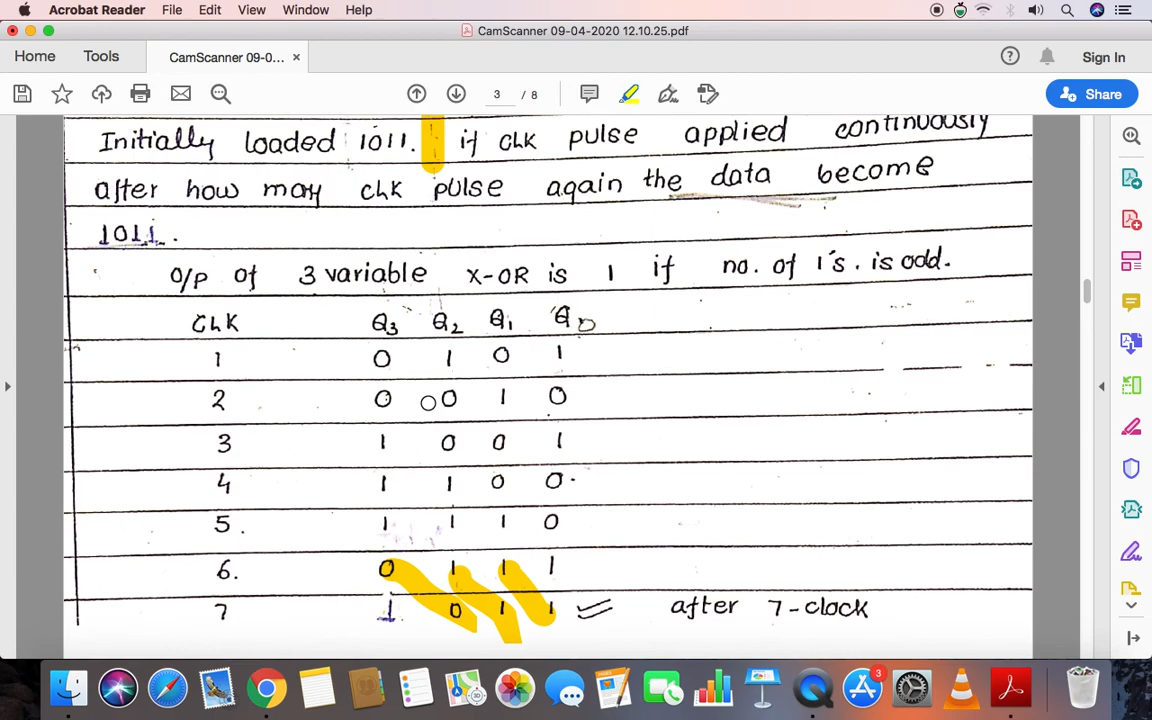 Acrobat Reader File Edit View Window Help
CamScanner 09-04-2020 12.10.25.pdf
Home Tools CamScanner 09-0... × Sign In
3 / 8 Share
Initially loaded 1011. if CLK pulse applied continuously
after how may clk pulse again the data become
1011.
O/P of 3 variable X-OR is 1 if no. of 1's. is odd.
CLK Q3 Q2 Q1 Q0
1 0 1 0 1
2 0 0 1 0
3 1 0 0 1
4 1 1 0 0
5. 1 1 1 0
6. 0 1 1 1
7 1 0 1 1 after 7-clock
3